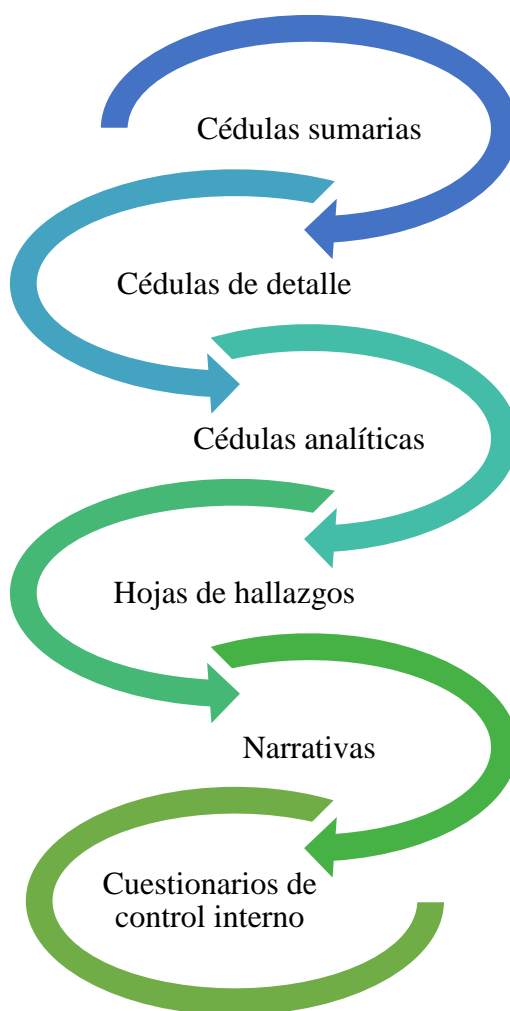 Cédulas sumarias
Cédulas de detalle
Cédulas analíticas
Hojas de hallazgos
Narrativas
Cuestionarios de
control interno